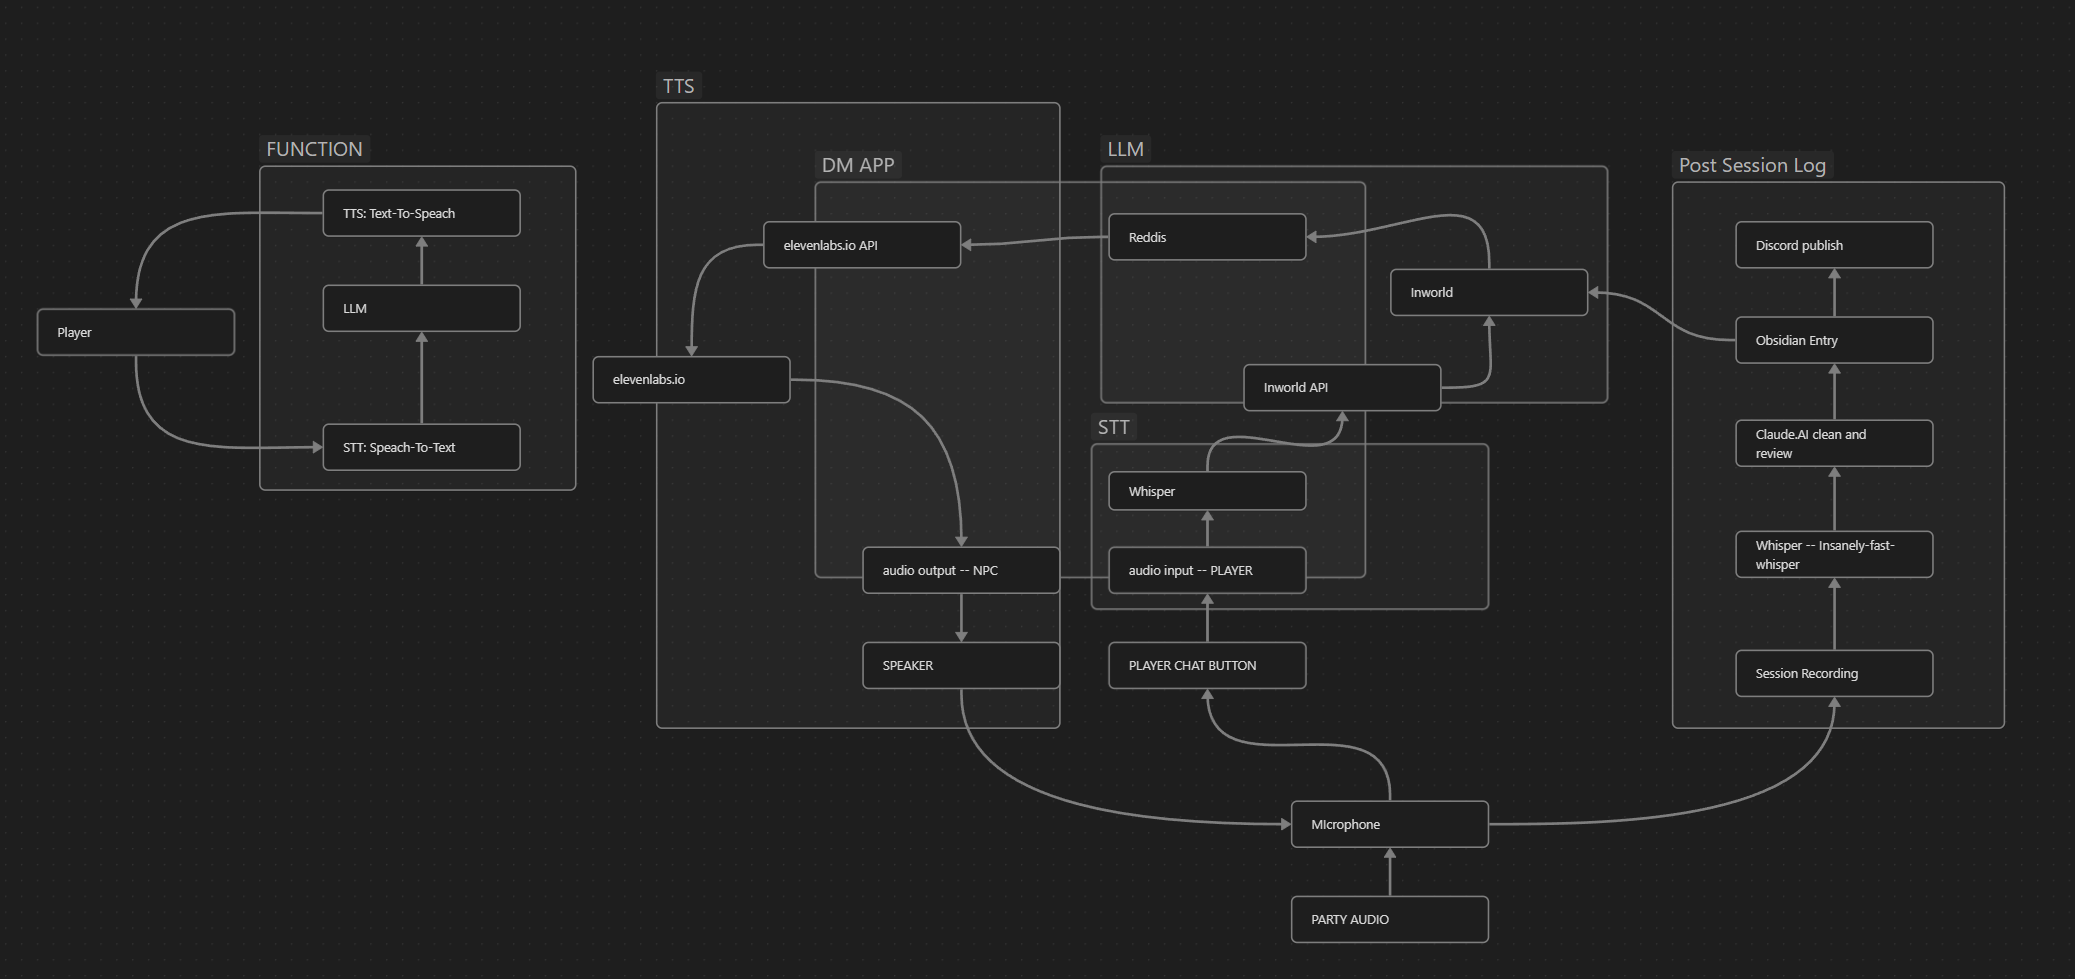 FUNCTION
TTS: Text-To-Speach
LLM
STT: Speach-To-Text
Player
TTS
DM APP
elevenlabs.io API
elevenlabs.io
audio output -- NPC
SPEAKER
LLM
Reddis
Inworld
Inworld API
STT
Whisper
audio input -- PLAYER
PLAYER CHAT BUTTON
MIcrophone
PARTY AUDIO
Post Session Log
Discord publish
Obsidian Entry
Claude.AI clean and
review
Whisper -- Insanely-fast-
whisper
Session Recording